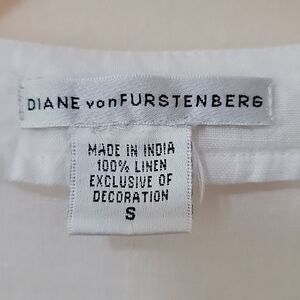 DIANE vonFURSTENBERG
MADE IN INDIA
100% LINEN
EXCLUSIVE OF
DECORATION
S